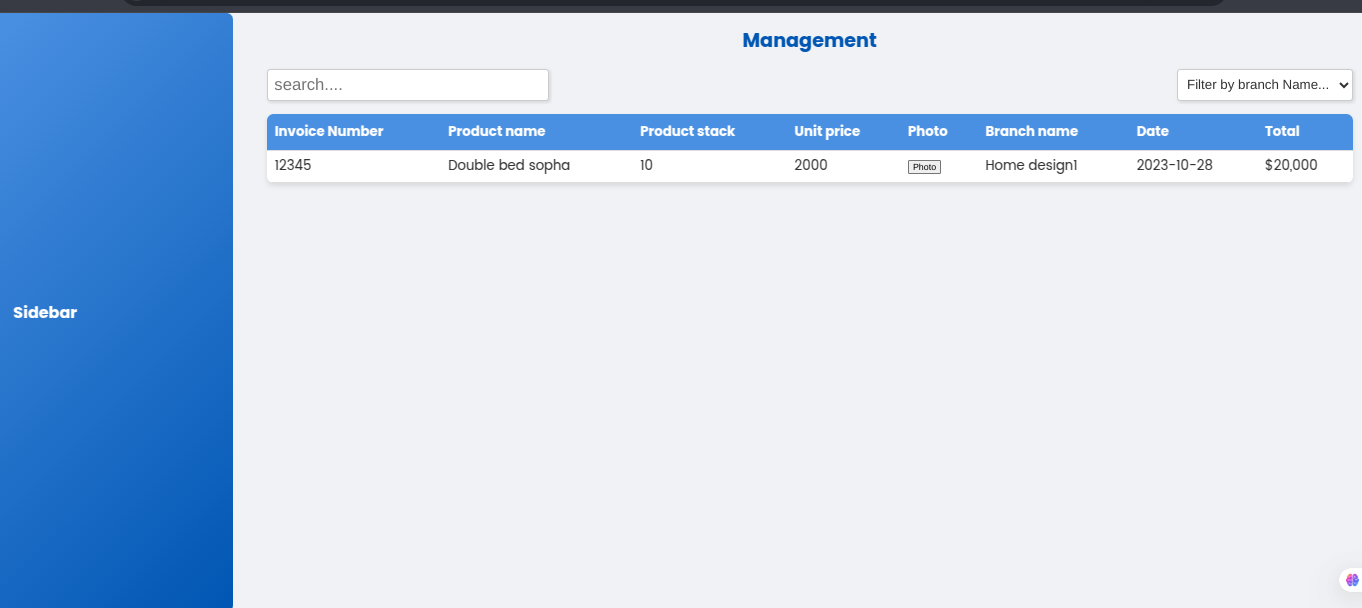 Management
search....
Filter by branch Name...
Invoice Number Product name Product stack Unit price Photo Branch name Date Total
12345 Double bed sopha 10 2000 Photo Home design1 2023-10-28 $20,000
Sidebar